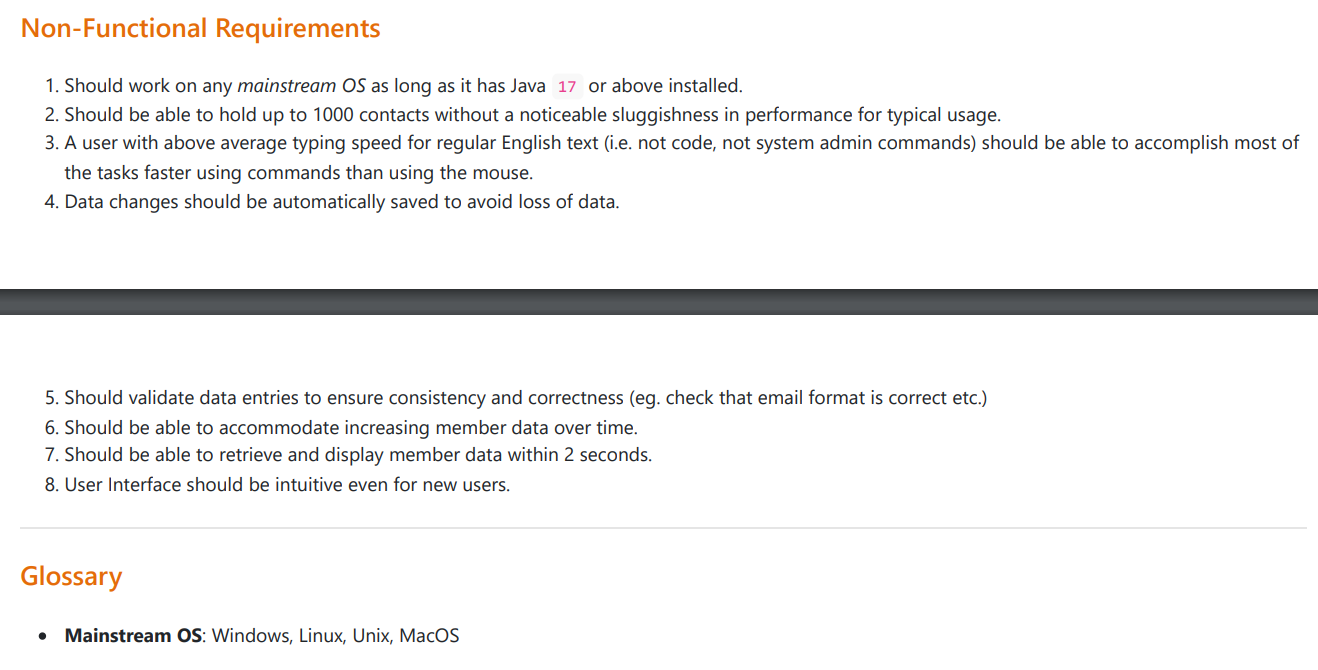 Non-Functional Requirements
1. Should work on any mainstream OS as long as it has Java 17 or above installed.
2. Should be able to hold up to 1000 contacts without a noticeable sluggishness in performance for typical usage.
3. A user with above average typing speed for regular English text (i.e. not code, not system admin commands) should be able to accomplish most of
the tasks faster using commands than using the mouse.
4. Data changes should be automatically saved to avoid loss of data.
5. Should validate data entries to ensure consistency and correctness (eg. check that email format is correct etc.)
6. Should be able to accommodate increasing member data over time.
7. Should be able to retrieve and display member data within 2 seconds.
8. User Interface should be intuitive even for new users.
Glossary
• Mainstream OS: Windows, Linux, Unix, MacOS